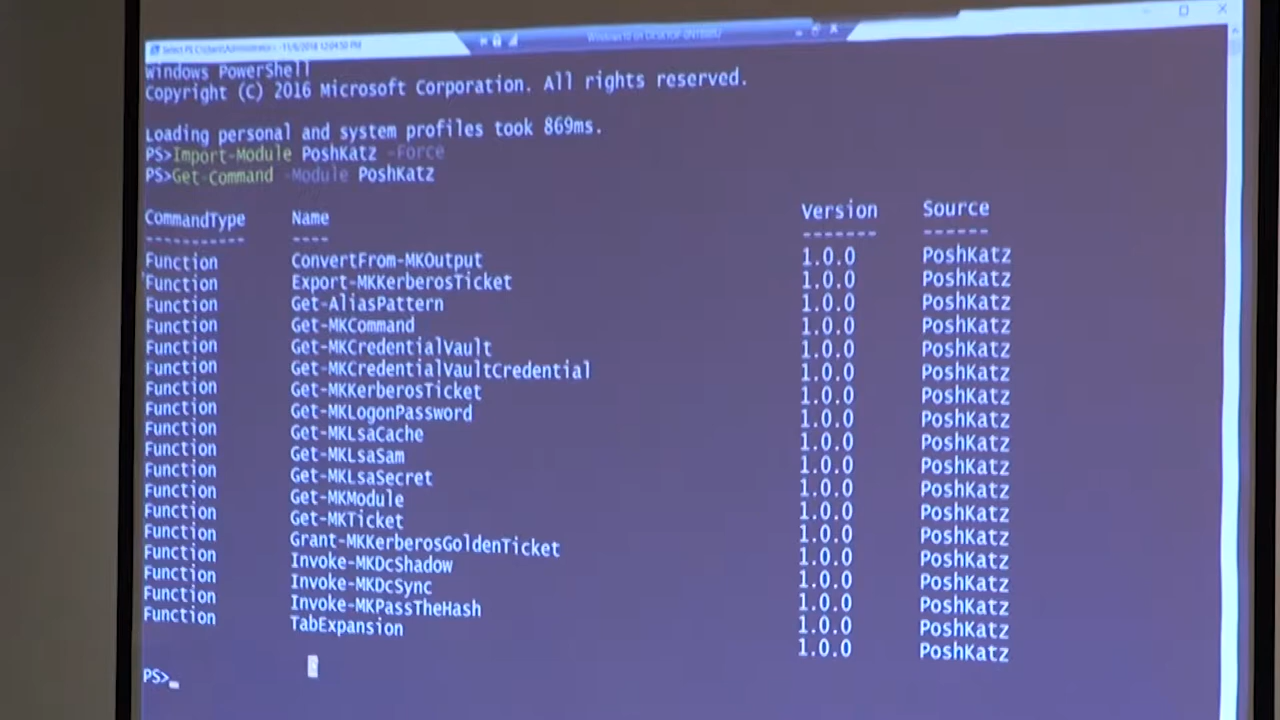 Windows PowerShell
Copyright (C) 2016 Microsoft Corporation. All rights reserved.
Loading personal and system profiles took 869ms.
PS>Import-Module PoshKatz -Force
PS>Get-Command -Module PoshKatz
CommandType Name Version Source
----------- ---- ------- ------
Function ConvertFrom-MKOutput 1.0.0 PoshKatz
Function Export-MKKerberosTicket 1.0.0 PoshKatz
Function Get-AliasPattern 1.0.0 PoshKatz
Function Get-MKCommand 1.0.0 PoshKatz
Function Get-MKCredentialVault 1.0.0 PoshKatz
Function Get-MKCredentialVaultCredential 1.0.0 PoshKatz
Function Get-MKKerberosTicket 1.0.0 PoshKatz
Function Get-MKLogonPassword 1.0.0 PoshKatz
Function Get-MKLsaCache 1.0.0 PoshKatz
Function Get-MKLsaSam 1.0.0 PoshKatz
Function Get-MKLsaSecret 1.0.0 PoshKatz
Function Get-MKModule 1.0.0 PoshKatz
Function Get-MKTicket 1.0.0 PoshKatz
Function Grant-MKKerberosGoldenTicket 1.0.0 PoshKatz
Function Invoke-MKDcShadow 1.0.0 PoshKatz
Function Invoke-MKDcSync 1.0.0 PoshKatz
Function Invoke-MKPassTheHash 1.0.0 PoshKatz
Function TabExpansion 1.0.0 PoshKatz
PS>